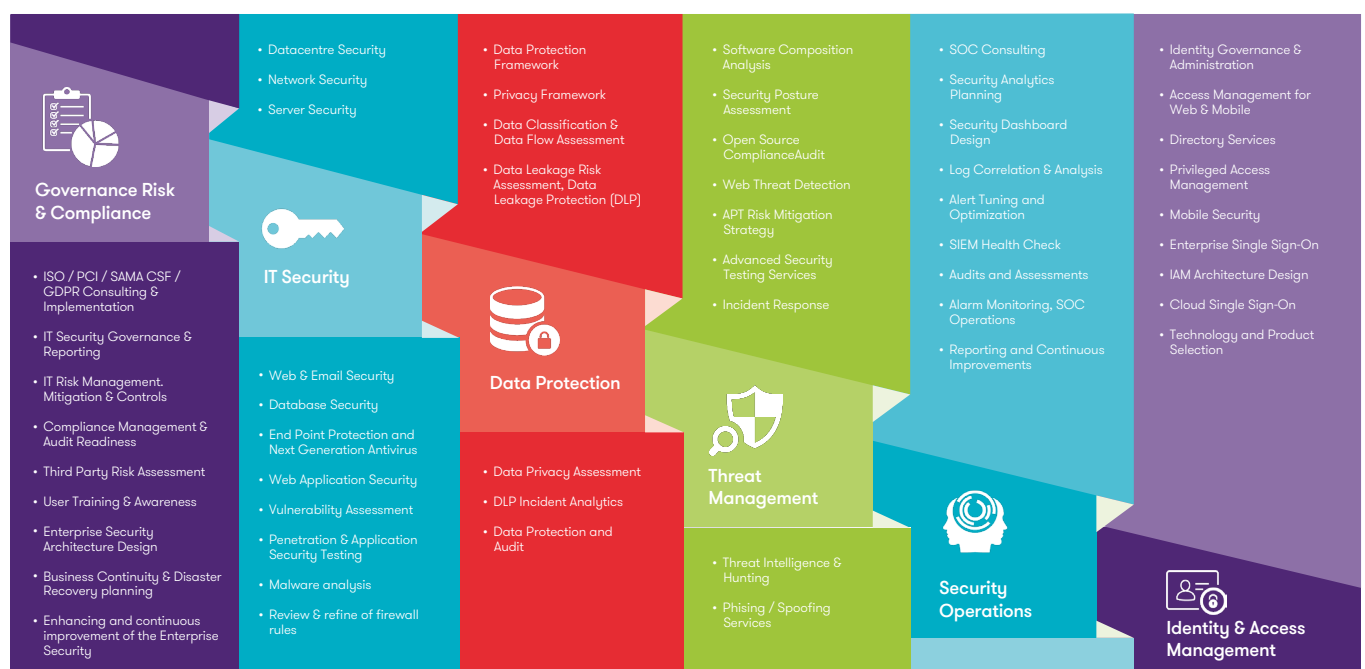 Governance Risk
& Compliance
• ISO / PCI / SAMA CSF /
GDPR Consulting &
Implementation
• IT Security Governance &
Reporting
• IT Risk Management.
Mitigation & Controls
• Compliance Management &
Audit Readiness
• Third Party Risk Assessment
• User Training & Awareness
• Enterprise Security
Architecture Design
• Business Continuity & Disaster
Recovery planning
• Enhancing and continuous
improvement of the Enterprise
Security
• Datacentre Security
• Network Security
• Server Security
IT Security
• Web & Email Security
• Database Security
• End Point Protection and
Next Generation Antivirus
• Web Application Security
• Vulnerability Assessment
• Penetration & Application
Security Testing
• Malware analysis
• Review & refine of firewall
rules
• Data Protection
Framework
• Privacy Framework
• Data Classification &
Data Flow Assessment
• Data Leakage Risk
Assessment, Data
Leakage Protection (DLP)
Data Protection
• Data Privacy Assessment
• DLP Incident Analytics
• Data Protection and
Audit
• Software Composition
Analysis
• Security Posture
Assessment
• Open Source
ComplianceAudit
• Web Threat Detection
• APT Risk Mitigation
Strategy
• Advanced Security
Testing Services
• Incident Response
Threat
Management
• Threat Intelligence &
Hunting
• Phising / Spoofing
Services
• SOC Consulting
• Security Analytics
Planning
• Security Dashboard
Design
• Log Correlation & Analysis
• Alert Tuning and
Optimization
• SIEM Health Check
• Audits and Assessments
• Alarm Monitoring, SOC
Operations
• Reporting and Continuous
Improvements
Security
Operations
• Identity Governance &
Administration
• Access Management for
Web & Mobile
• Directory Services
• Privileged Access
Management
• Mobile Security
• Enterprise Single Sign-On
• IAM Architecture Design
• Cloud Single Sign-On
• Technology and Product
Selection
Identity & Access
Management